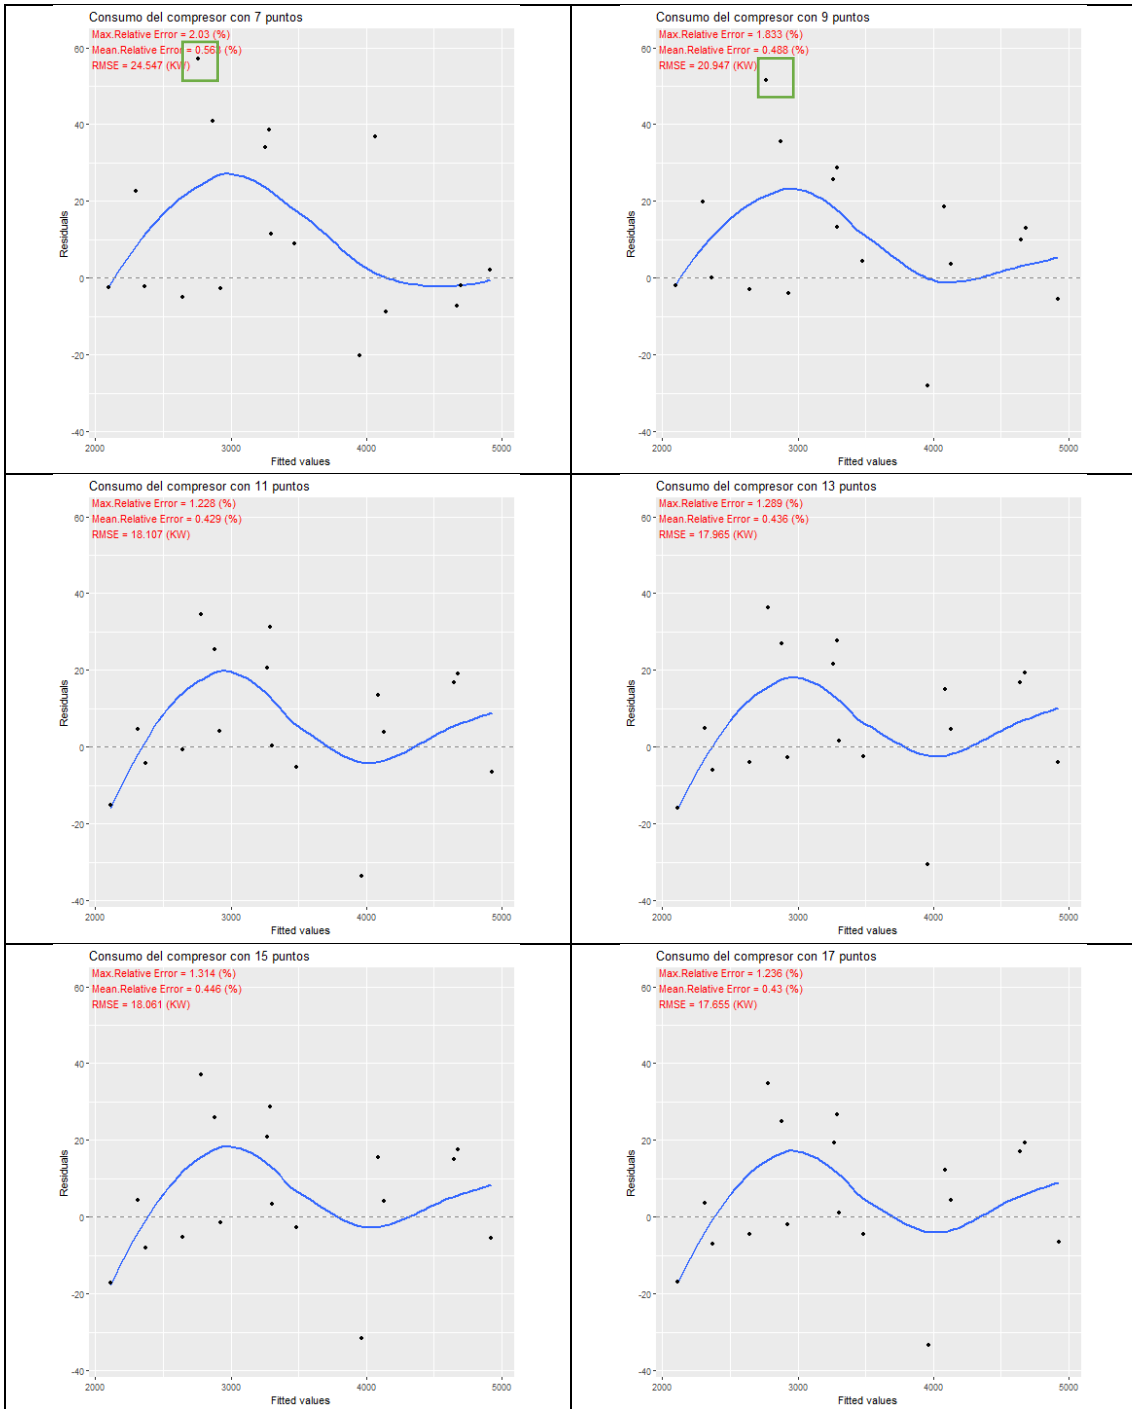 Consumo del compresor con 7 puntos
Max.Relative Error = 2.03 (%)
Mean.Relative Error = 0.563 (%)
RMSE = 24.547 (KW)
60
40
20
0
-20
-40
Residuals
2000 3000 4000 5000
Fitted values
Consumo del compresor con 9 puntos
Max.Relative Error = 1.833 (%)
Mean.Relative Error = 0.488 (%)
RMSE = 20.947 (KW)
60
40
20
0
-20
-40
Residuals
2000 3000 4000 5000
Fitted values
Consumo del compresor con 11 puntos
Max.Relative Error = 1.228 (%)
Mean.Relative Error = 0.429 (%)
RMSE = 18.107 (KW)
60
40
20
0
-20
-40
Residuals
2000 3000 4000 5000
Fitted values
Consumo del compresor con 13 puntos
Max.Relative Error = 1.289 (%)
Mean.Relative Error = 0.436 (%)
RMSE = 17.965 (KW)
60
40
20
0
-20
-40
Residuals
2000 3000 4000 5000
Fitted values
Consumo del compresor con 15 puntos
Max.Relative Error = 1.314 (%)
Mean.Relative Error = 0.446 (%)
RMSE = 18.061 (KW)
60
40
20
0
-20
-40
Residuals
2000 3000 4000 5000
Fitted values
Consumo del compresor con 17 puntos
Max.Relative Error = 1.236 (%)
Mean.Relative Error = 0.43 (%)
RMSE = 17.655 (KW)
60
40
20
0
-20
-40
Residuals
2000 3000 4000 5000
Fitted values